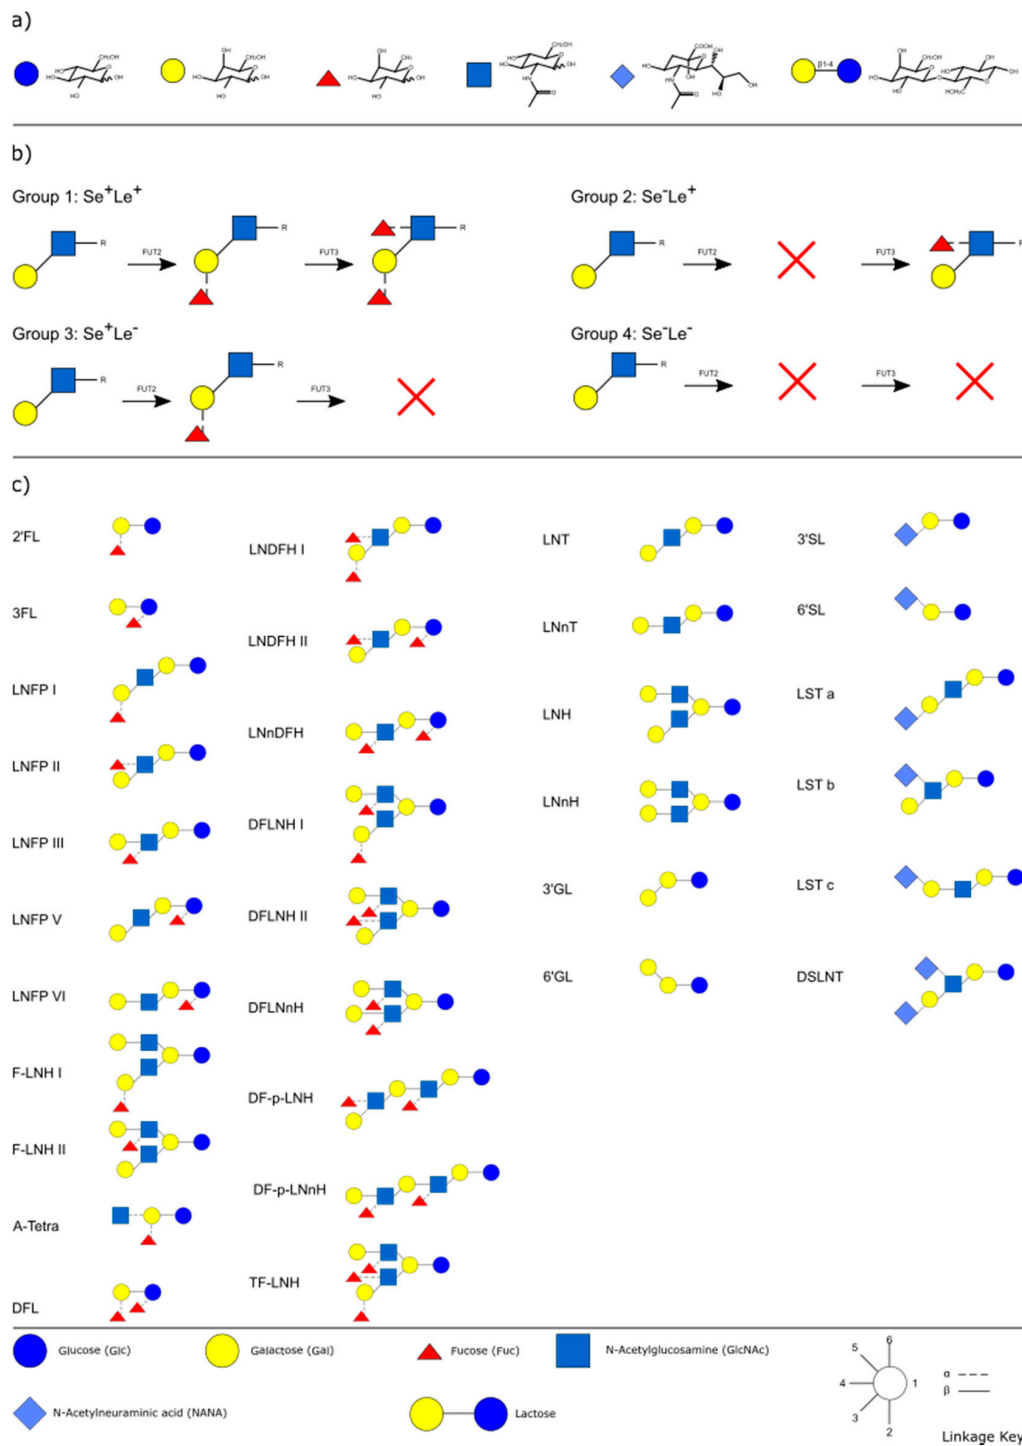 a)
β1-4
b)
Group 1: Se⁺Le⁺
Group 2: Se⁻Le⁺
R FUT2 R FUT3 R
R FUT2 FUT3 R
Group 3: Se⁺Le⁻
Group 4: Se⁻Le⁻
R FUT2 R FUT3
R FUT2 FUT3
c)
2'FL
3FL
LNFP I
LNFP II
LNFP III
LNFP V
LNFP VI
F-LNH I
F-LNH II
A-Tetra
DFL
LNDFH I
LNDFH II
LNnDFH
DFLNH I
DFLNH II
DFLNnH
DF-p-LNH
DF-p-LNnH
TF-LNH
LNT
LNnT
LNH
LNnH
3'GL
6'GL
3'SL
6'SL
LST a
LST b
LST c
DSLNT
Glucose (Glc)
Galactose (Gal)
Fucose (Fuc)
N-Acetylglucosamine (GlcNAc)
N-Acetylneuraminic acid (NANA)
Lactose
6
5
4
1
3
2
α
β
Linkage Key